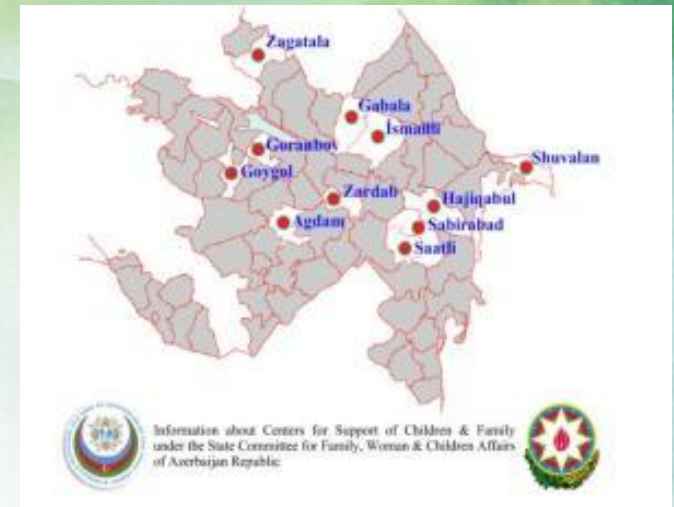 Zagatala
Gabala
İsmailli
Goranboy
Shuvalan
Goygol
Zardab
Hajiqabul
Agdam
Sabirabad
Saatli
Information about Centers for Support of Children & Family
under the State Committee for Family, Woman & Children Affairs
of Azerbaijan Republic